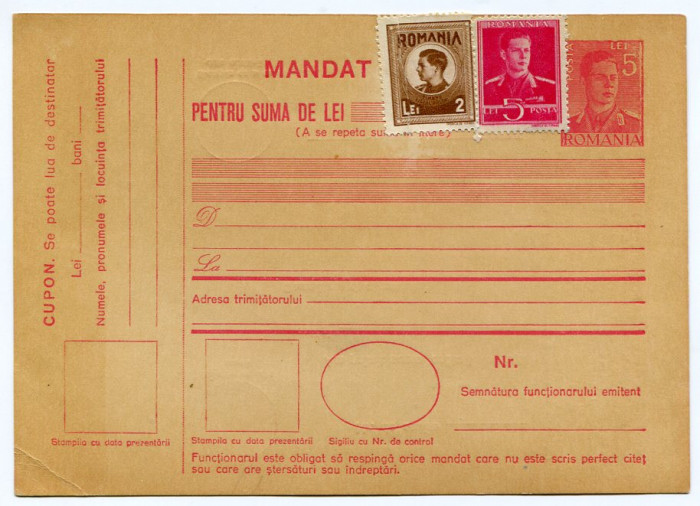 CUPON. Se poate lua de destinatar
Lei bani
Numele, pronumele și locuința trimițătorului
MANDAT
PENTRU SUMA DE LEI
(A se repeta
ROMANIA
LEI 2
ROMANIA
LEI 5 POSTA
POSTA LEI 5
ROMANIA
D
La
Adresa trimițătorului
Nr.
Semnătura funcționarului emitent
Stampila cu data prezentării
Stampila cu data prezentării
Sigiliu cu Nr. de control
Funcționarul este obligat să respingă orice mandat care nu este scris perfect citeț
sau care are ștersături sau îndreptări.